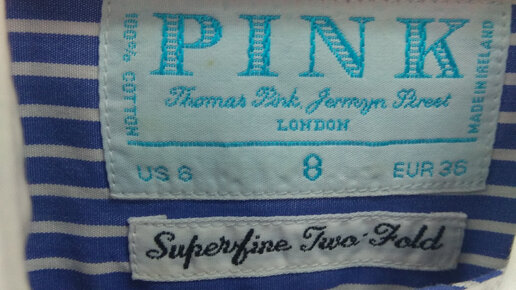 PINK
100% COTTON
Thomas Pink, Jermyn Street
LONDON
MADE IN IRELAND
US 6 8 EUR 36
Superfine Two-Fold